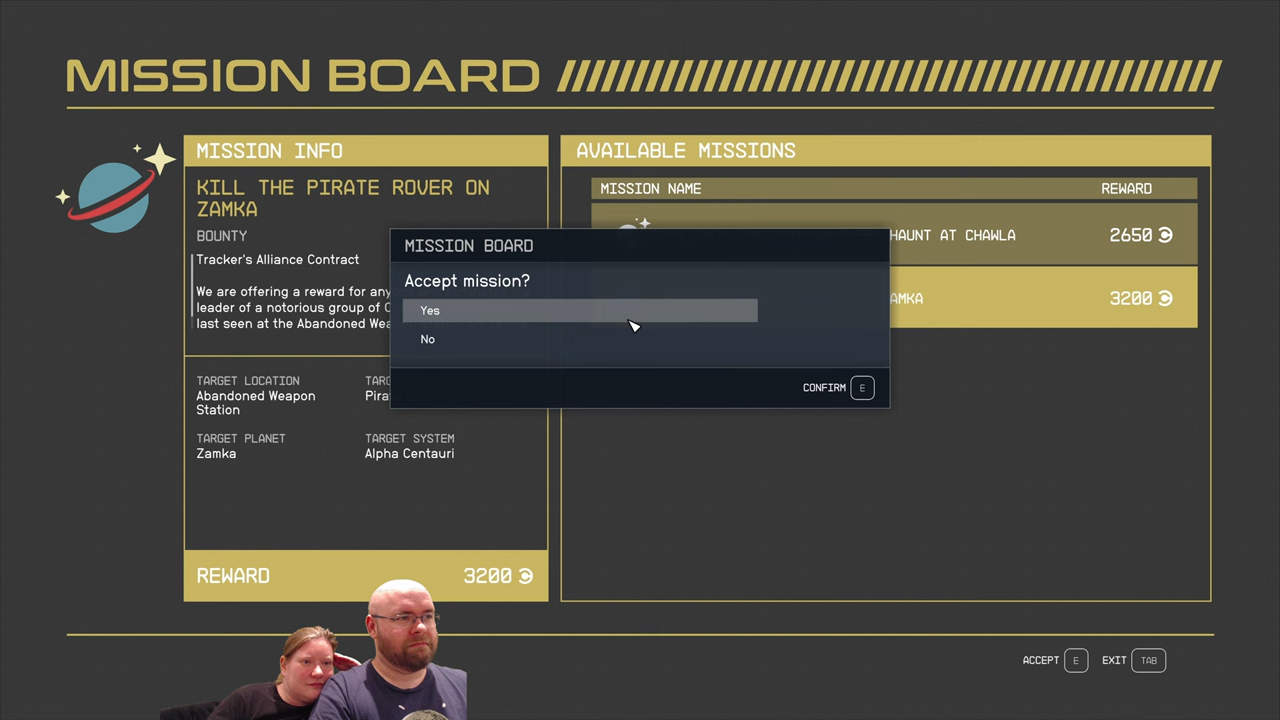 MISSION BOARD
MISSION INFO
KILL THE PIRATE ROVER ON
ZAMKA
BOUNTY
Tracker's Alliance Contract
We are offering a reward for any
leader of a notorious group of
last seen at the Abandoned Wea
TARGET LOCATION
Abandoned Weapon
Station
TARG
Pira
TARGET PLANET
Zamka
TARGET SYSTEM
Alpha Centauri
REWARD
3200
AVAILABLE MISSIONS
MISSION NAME
REWARD
HAUNT AT CHAWLA
2650
AMKA
3200
MISSION BOARD
Accept mission?
Yes
No
CONFIRM E
ACCEPT E
EXIT TAB